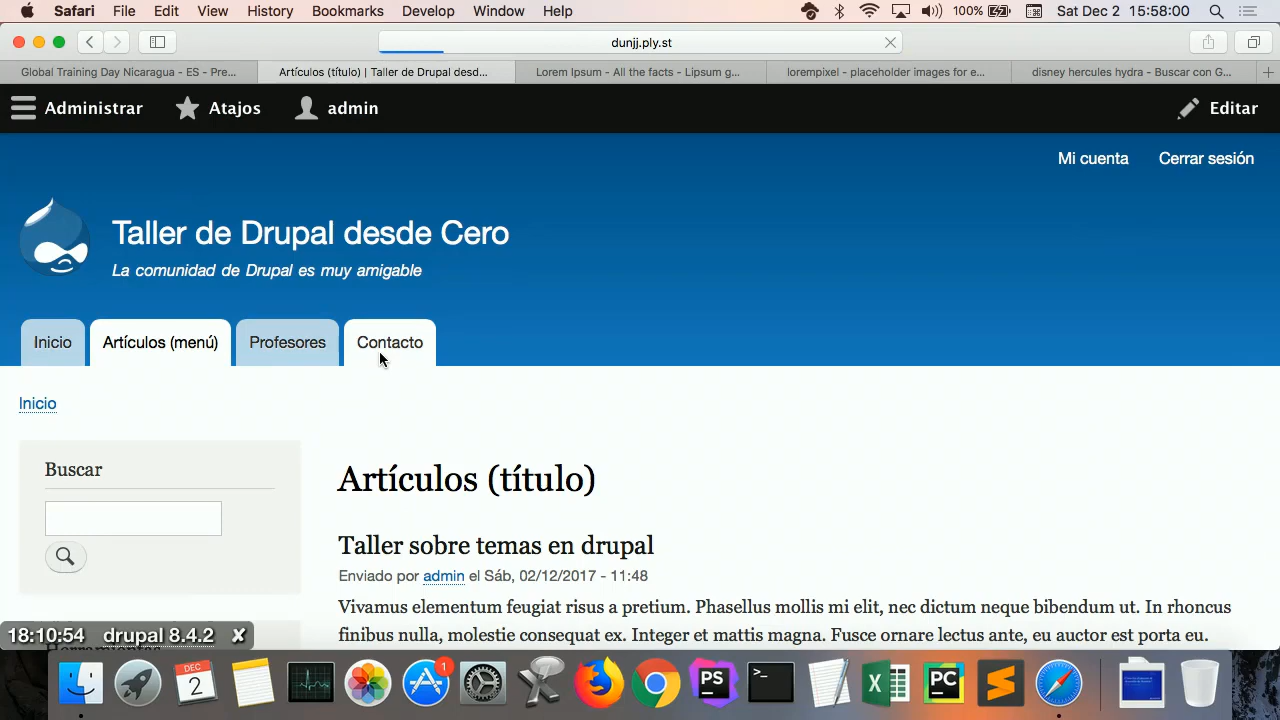 Safari File Edit View History Bookmarks Develop Window Help 100% Sat Dec 2 15:58:00
dunjj.ply.st
Global Training Day Nicaragua - ES - Pre... Artículos (título) | Taller de Drupal desd... Lorem Ipsum - All the facts - Lipsum g... lorempixel - placeholder images for e... disney hercules hydra - Buscar con G...
Administrar Atajos admin Editar
Mi cuenta Cerrar sesión
Taller de Drupal desde Cero
La comunidad de Drupal es muy amigable
Inicio Artículos (menú) Profesores Contacto
Inicio
Buscar
Artículos (título)
Taller sobre temas en drupal
Enviado por admin el Sáb, 02/12/2017 - 11:48
Vivamus elementum feugiat risus a pretium. Phasellus mollis mi elit, nec dictum neque bibendum ut. In rhoncus
finibus nulla, molestie consequat ex. Integer et mattis magna. Fusce ornare lectus ante, eu auctor est porta eu.
18:10:54 drupal 8.4.2 ✘
DEC
2
1
PS
PC